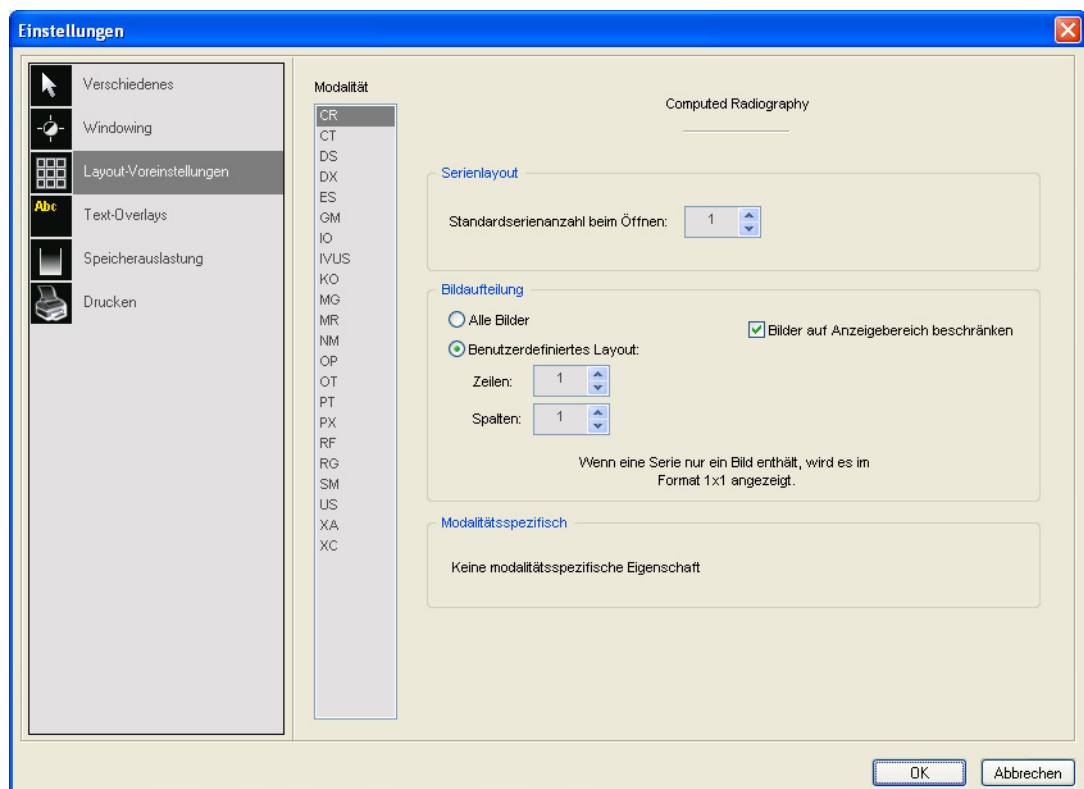 Einstellungen
Verschiedenes
Windowing
Layout-Voreinstellungen
Abc
Text-Overlays
Speicherauslastung
Drucken
Modalität
CR
CT
DS
DX
ES
GM
IO
IVUS
KO
MG
MR
NM
OP
OT
PT
PX
RF
RG
SM
US
XA
XC
Computed Radiography
Serienlayout
Standardserienanzahl beim Öffnen: 1
Bildaufteilung
Alle Bilder
Bilder auf Anzeigebereich beschränken
Benutzerdefiniertes Layout:
Zeilen: 1
Spalten: 1
Wenn eine Serie nur ein Bild enthält, wird es im
Format 1x1 angezeigt.
Modalitätsspezifisch
Keine modalitätsspezifische Eigenschaft
OK
Abbrechen